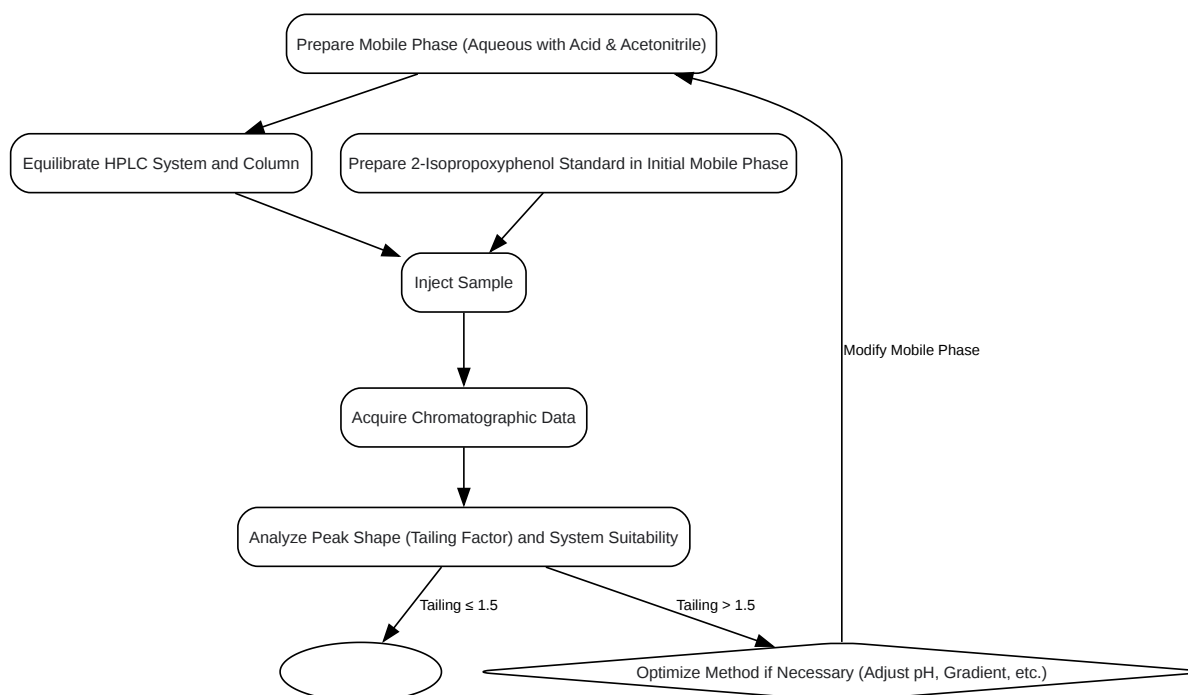 Prepare Mobile Phase (Aqueous with Acid & Acetonitrile)
Equilibrate HPLC System and Column
Prepare 2-Isopropoxyphenol Standard in Initial Mobile Phase
Inject Sample
Modify Mobile Phase
Acquire Chromatographic Data
Analyze Peak Shape (Tailing Factor) and System Suitability
Tailing ≤ 1.5
Tailing > 1.5
Optimize Method if Necessary (Adjust pH, Gradient, etc.)